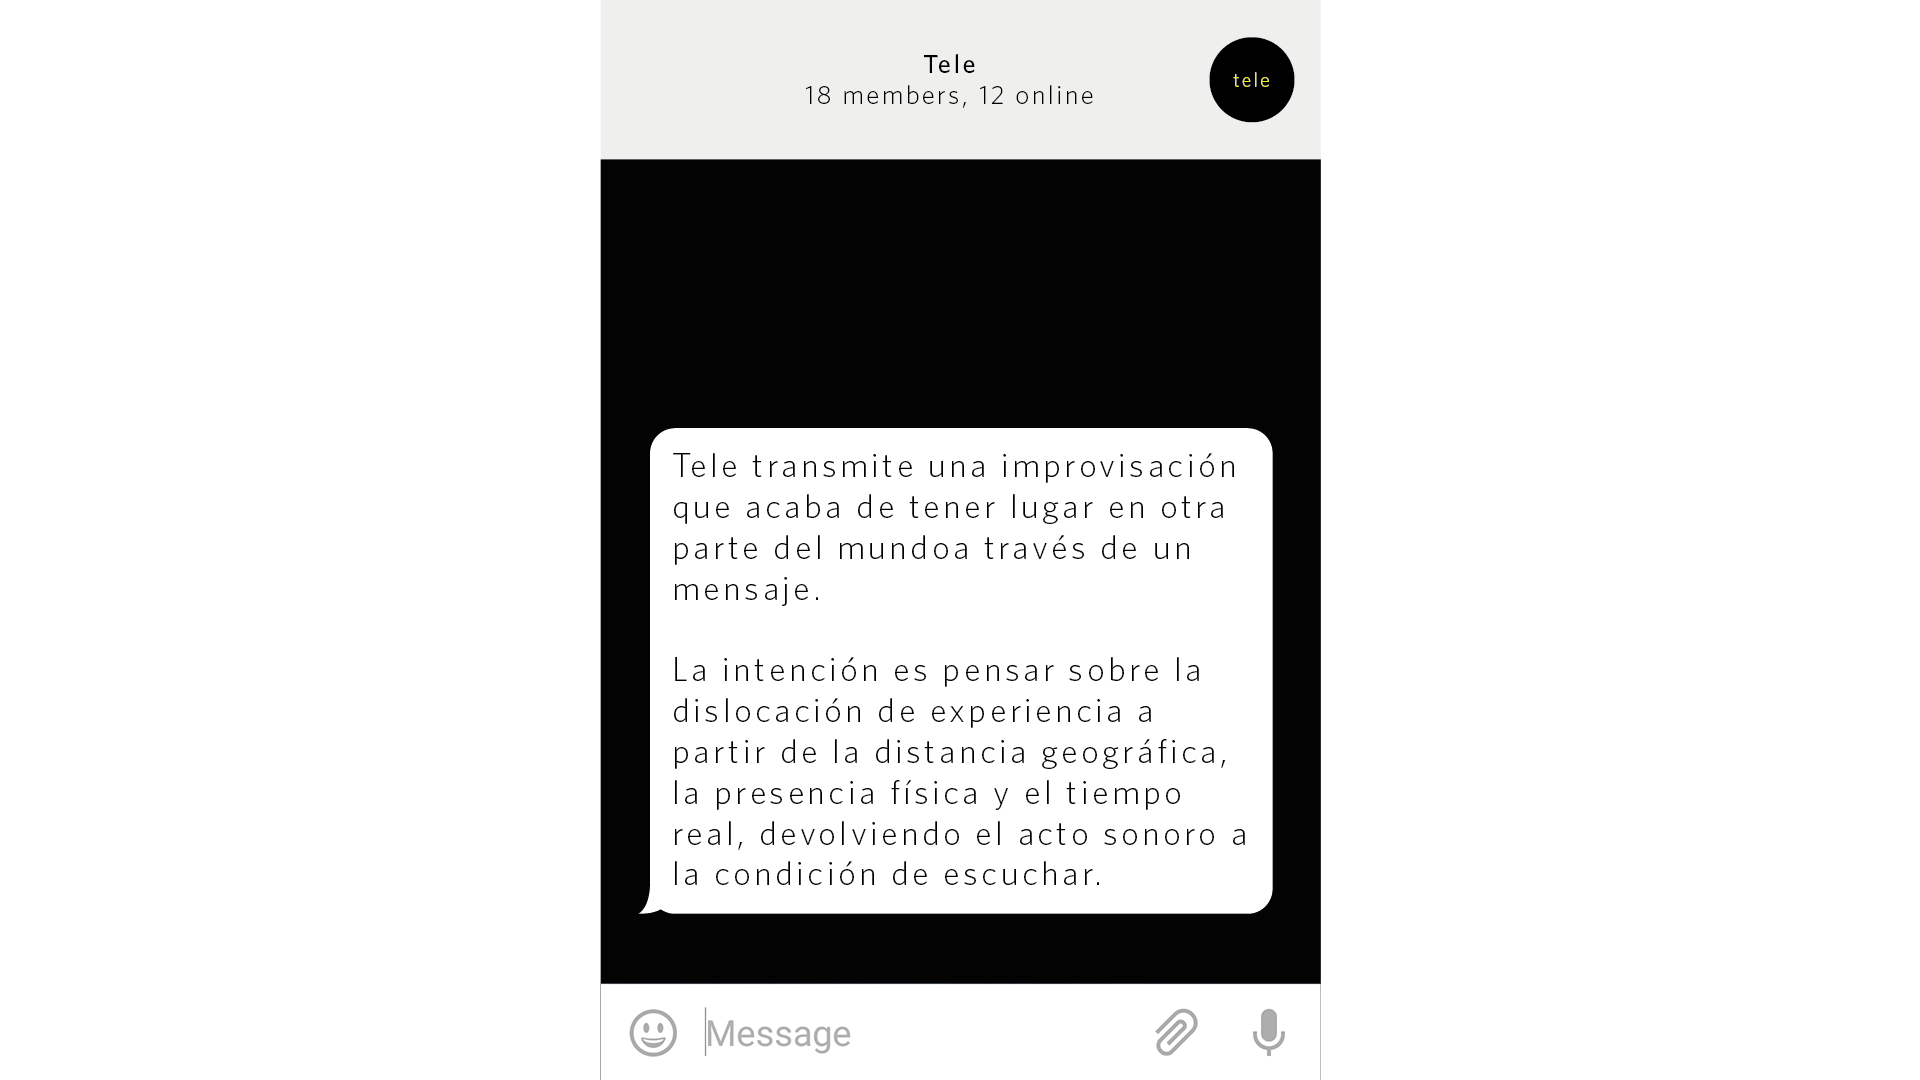 Tele
18 members, 12 online
tele
Tele transmite una improvisación
que acaba de tener lugar en otra
parte del mundoa través de un
mensaje.
La intención es pensar sobre la
dislocación de experiencia a
partir de la distancia geográfica,
la presencia física y el tiempo
real, devolviendo el acto sonoro a
la condición de escuchar.
Message